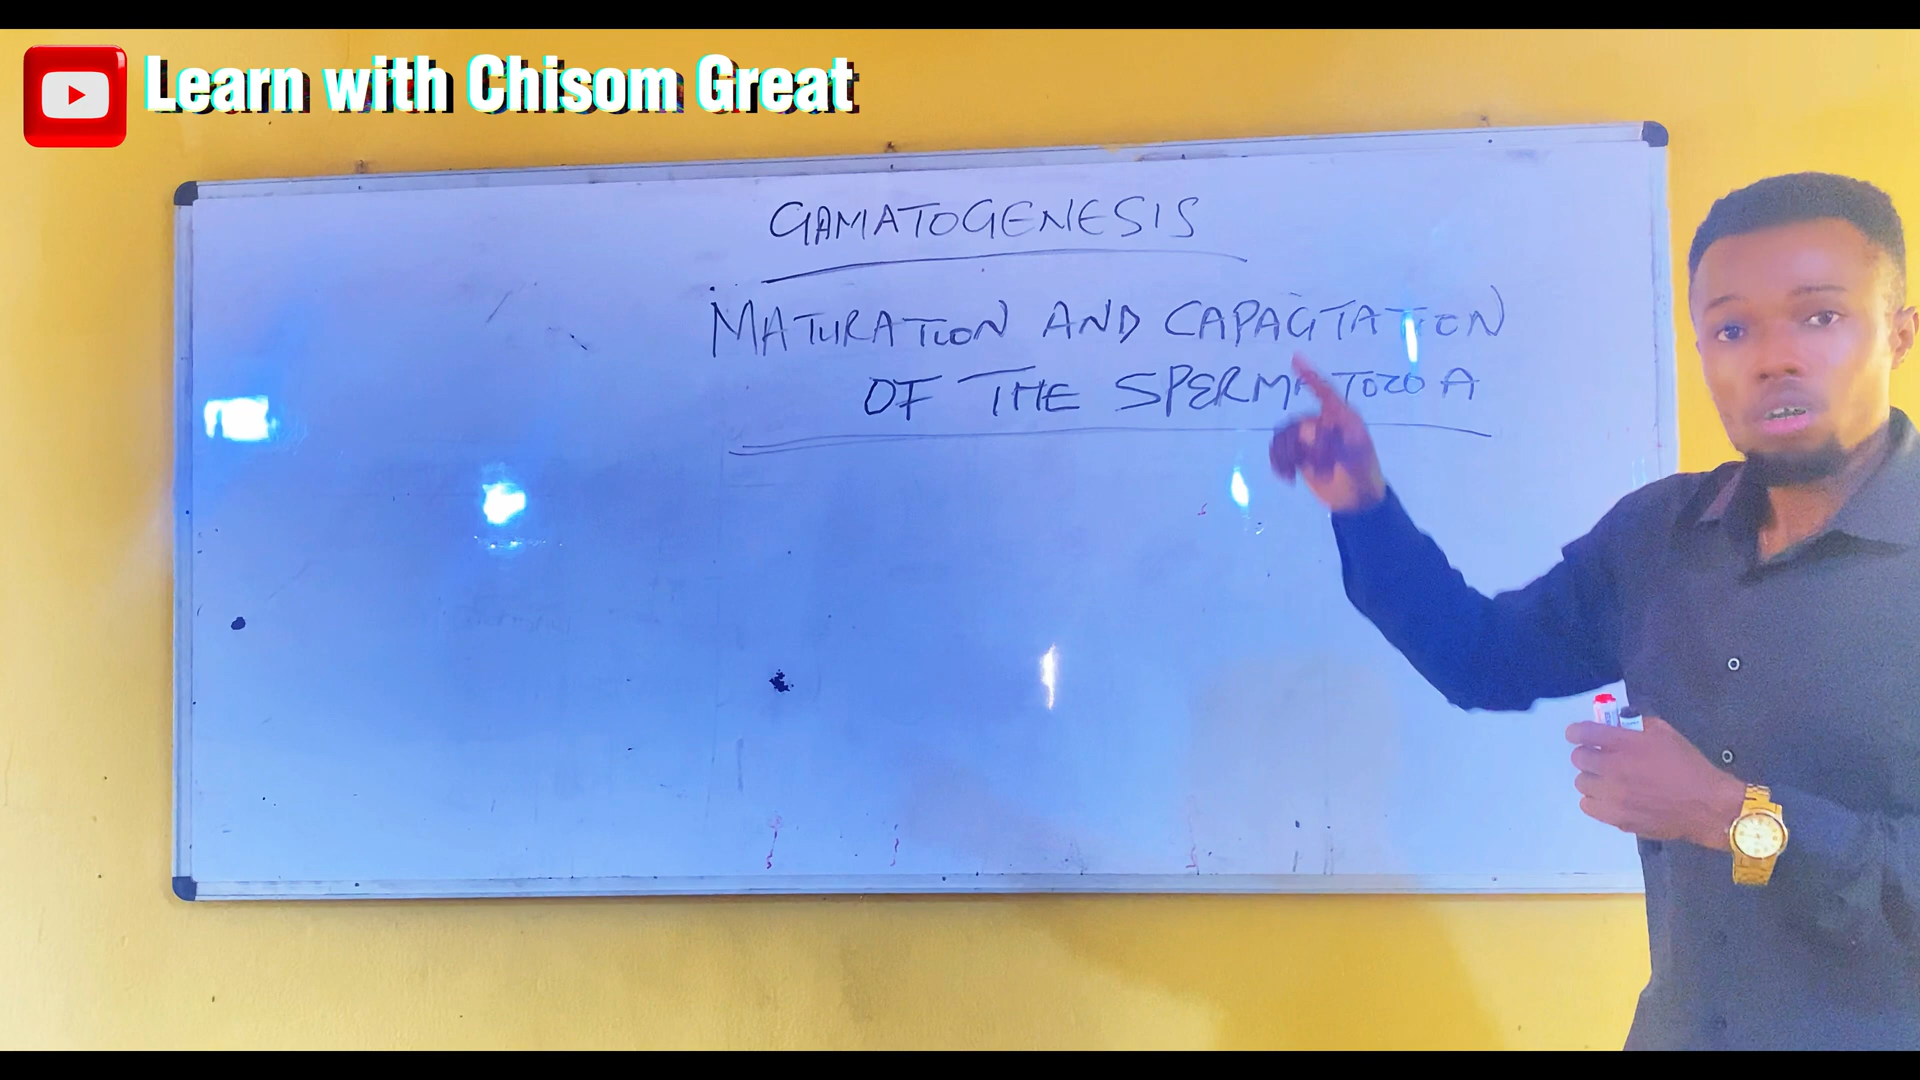 Learn with Chisom Great
GAMATOGENESIS
MATURATION AND CAPACITATION
OF THE SPERMATOZOA